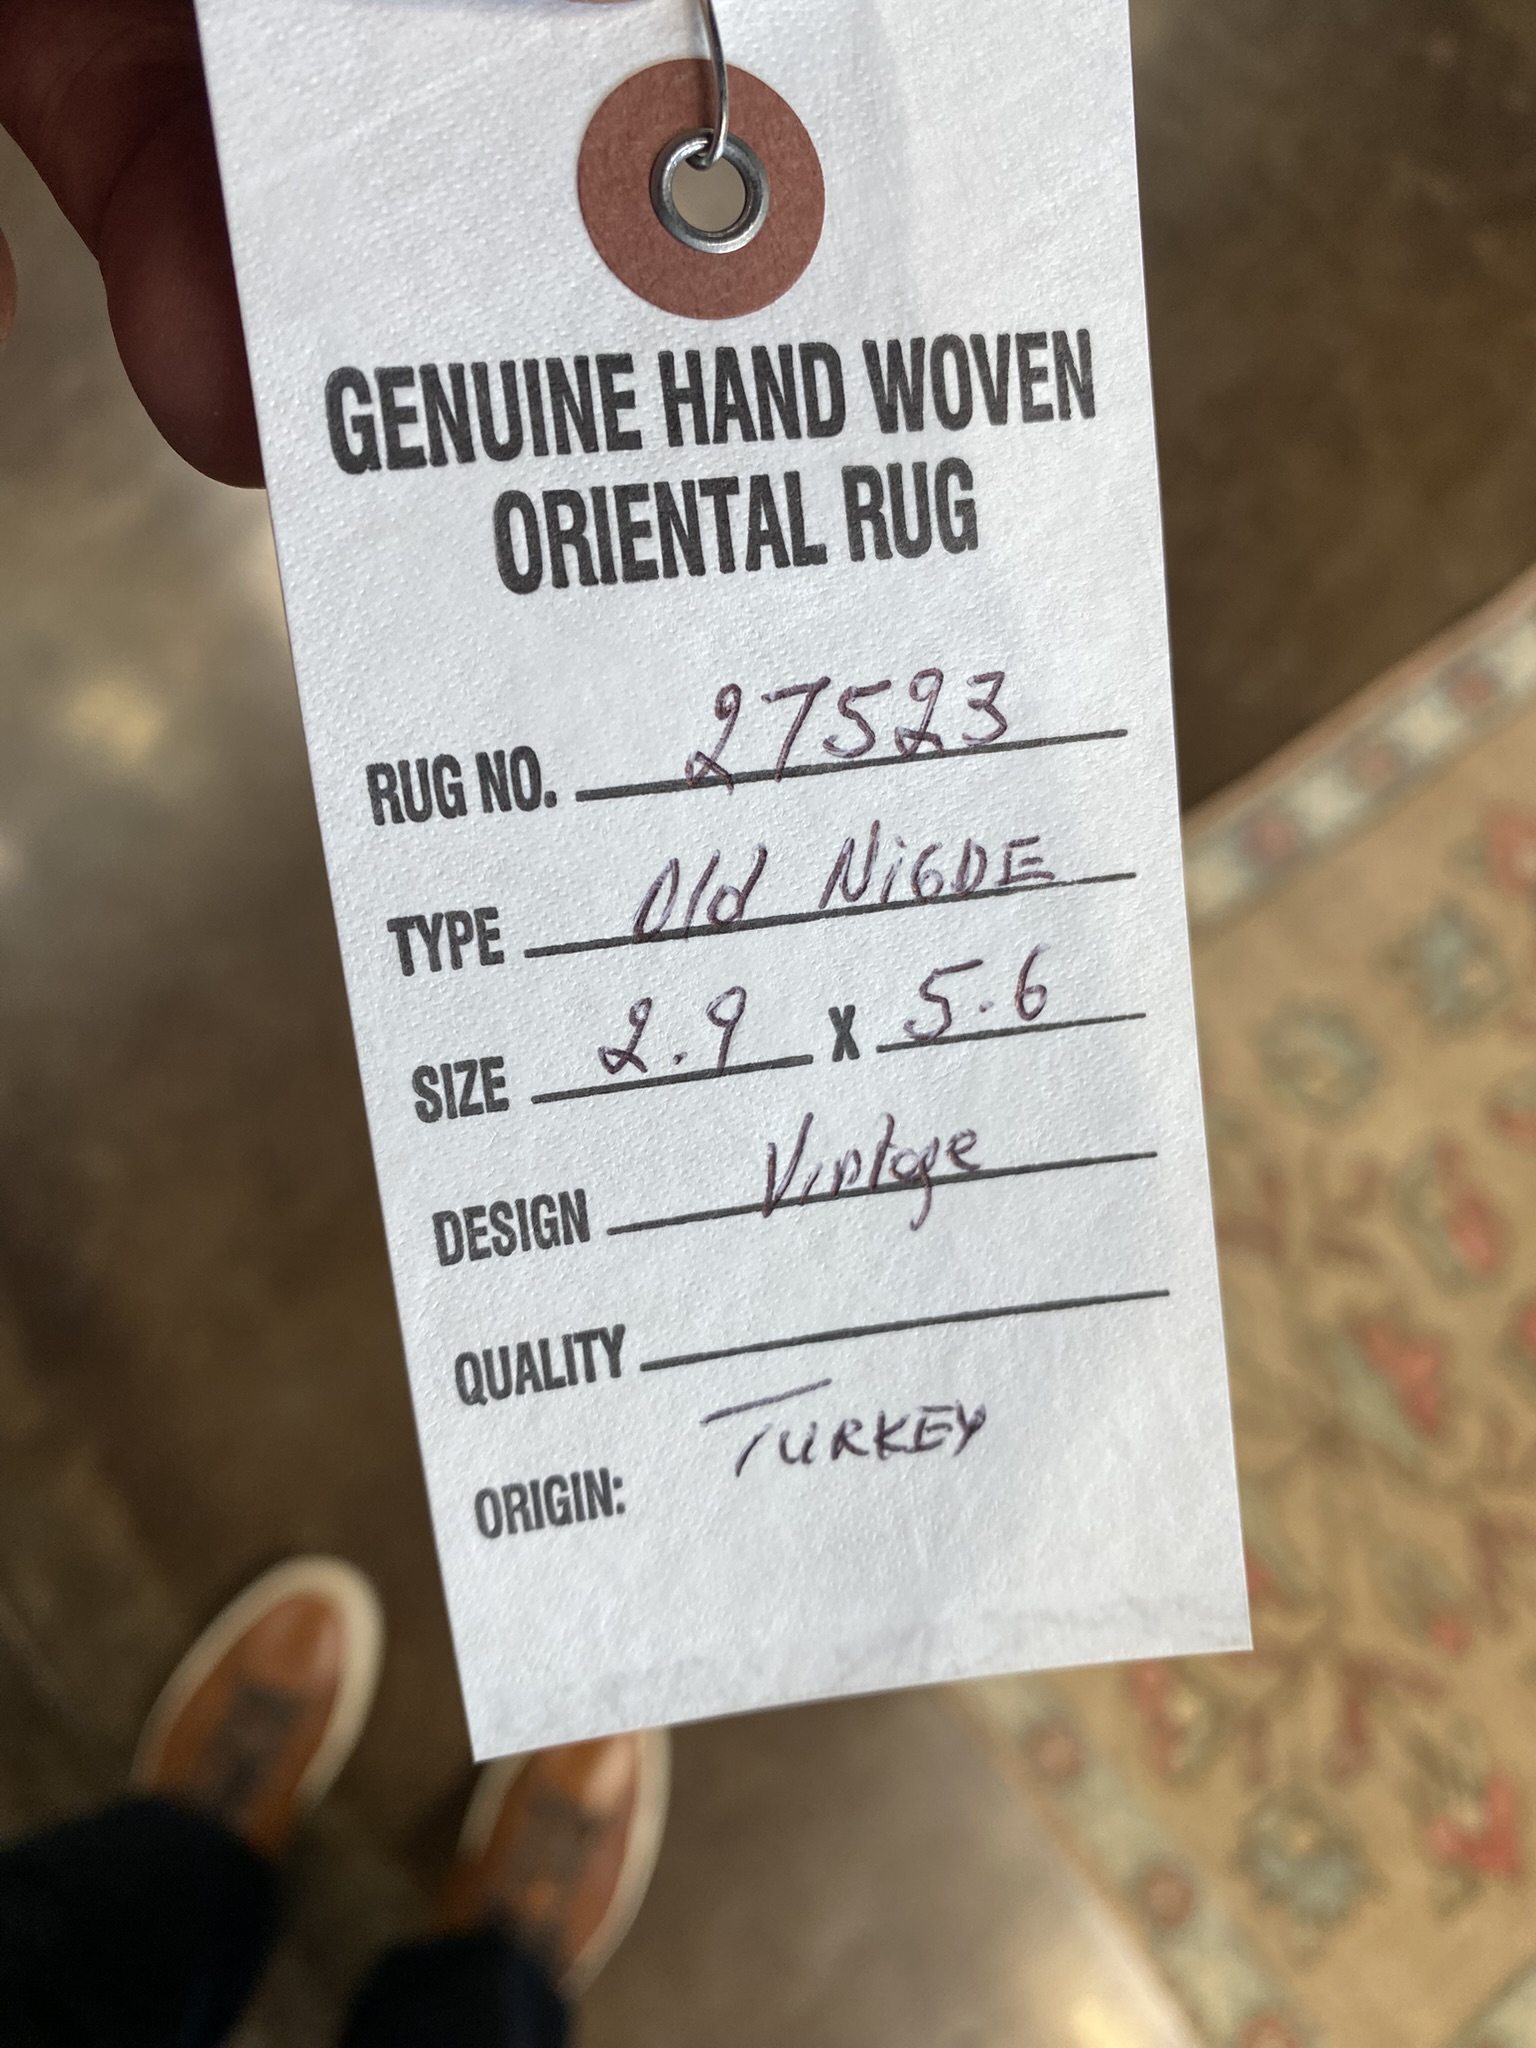 GENUINE HAND WOVEN
ORIENTAL RUG
RUG NO. 27523
TYPE Old NiGDE
SIZE 2.9 X 5.6
DESIGN Vintage
QUALITY
ORIGIN: TURKEY